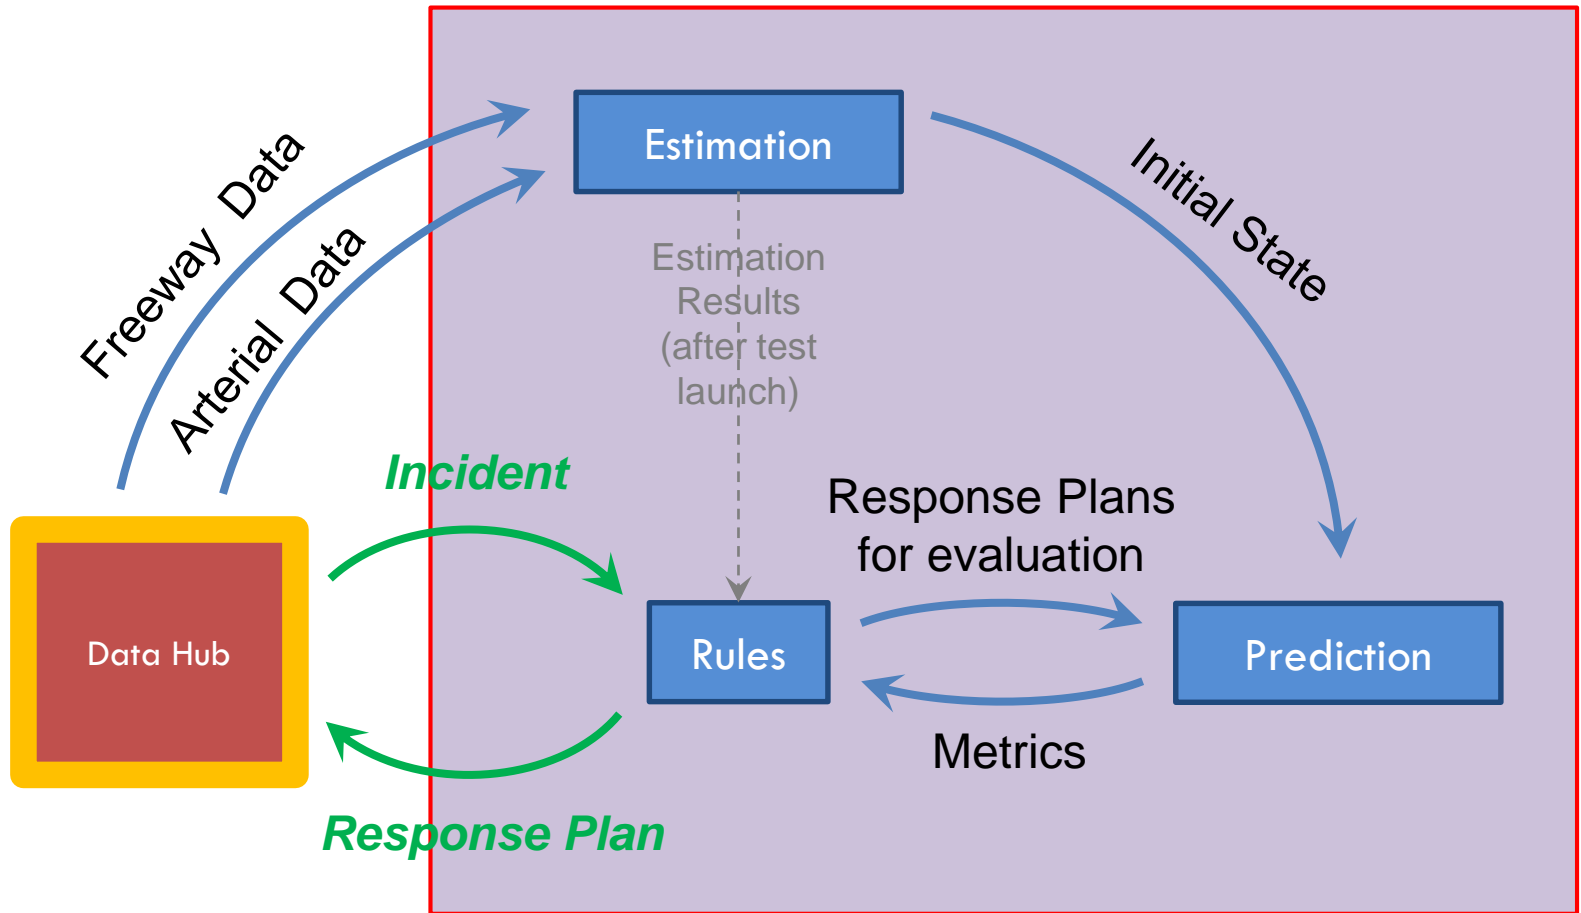 Freeway Data
Arterial Data
Estimation
Initial State
Estimation
Results
(after test
launch)
Incident
Response Plans
for evaluation
Data Hub
Rules
Prediction
Metrics
Response Plan